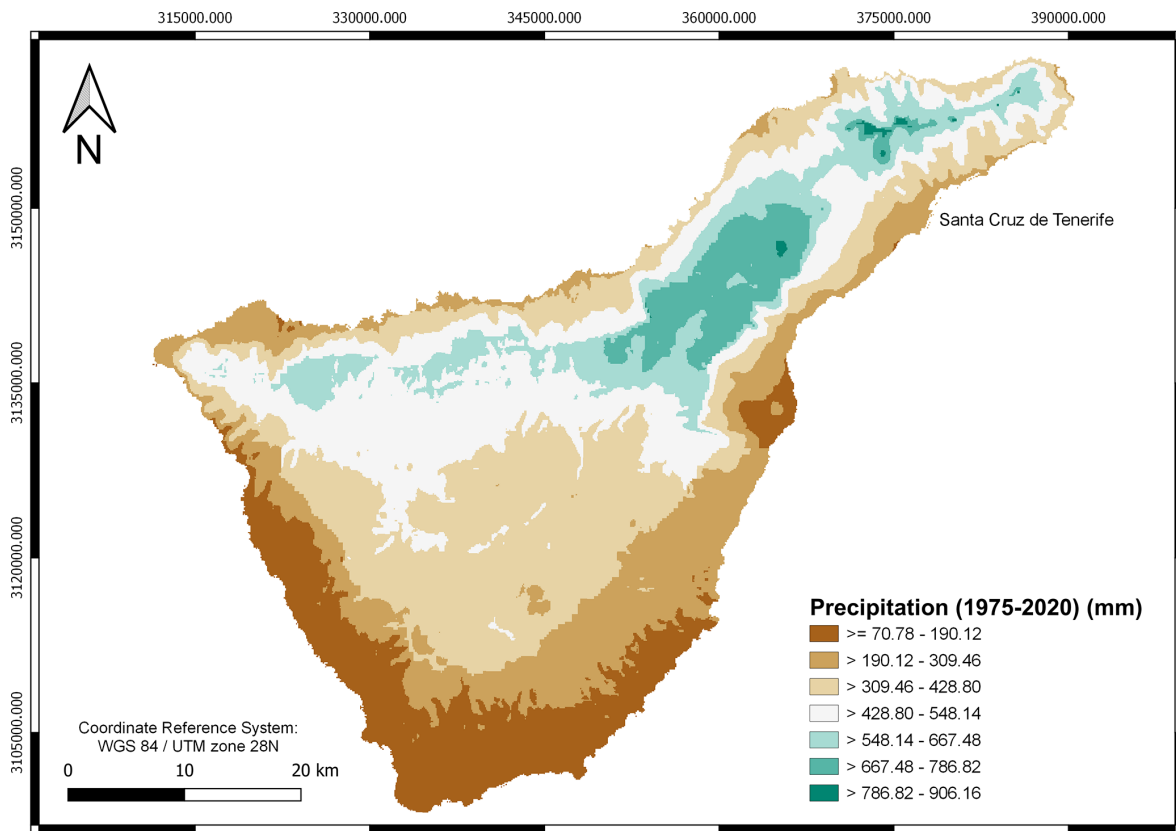 315000.000 330000.000 345000.000 360000.000 375000.000 390000.000
N
3150000.000
3135000.000
3120000.000
3105000.000
Santa Cruz de Tenerife
Precipitation (1975-2020) (mm)
>= 70.78 - 190.12
> 190.12 - 309.46
> 309.46 - 428.80
> 428.80 - 548.14
> 548.14 - 667.48
> 667.48 - 786.82
> 786.82 - 906.16
Coordinate Reference System:
WGS 84 / UTM zone 28N
0 10 20 km